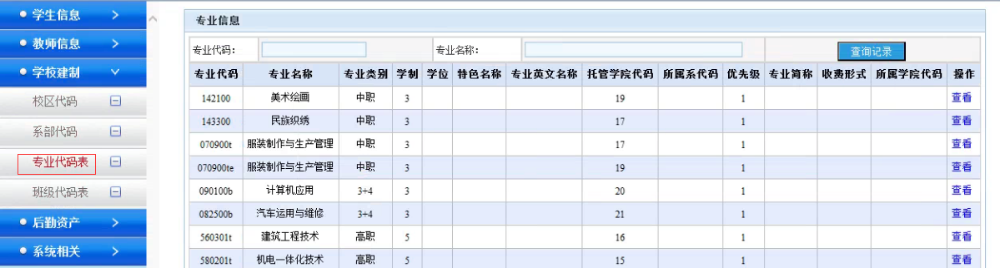 学生信息
教师信息
学校建制
校区代码
系部代码
专业代码表
班级代码表
后勤资产
系统相关
专业信息
专业代码: 专业名称: 查询记录
专业代码 专业名称 专业类别 学制 学位 特色名称 专业英文名称 托管学院代码 所属系代码 优先级 专业简称 收费形式 所属学院代码 操作
142100 美术绘画 中职 3 19 1 查看
143300 民族织绣 中职 3 17 1 查看
070900t 服装制作与生产管理 中职 3 17 1 查看
070900te 服装制作与生产管理 中职 3 19 1 查看
090100b 计算机应用 3+4 3 20 1 查看
082500b 汽车运用与维修 3+4 3 21 1 查看
560301t 建筑工程技术 高职 5 16 1 查看
580201t 机电一体化技术 高职 5 15 1 查看